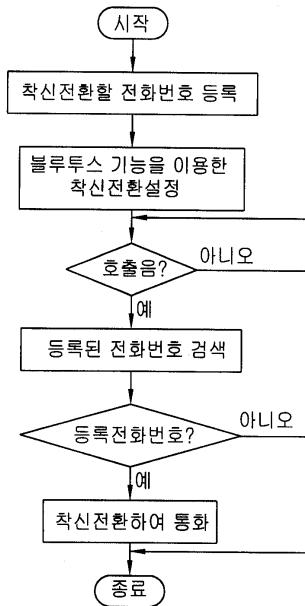 시작
착신전환할 전화번호 등록
블루투스 기능을 이용한
착신전환설정
호출음?
아니오
예
등록된 전화번호 검색
등록전화번호?
아니오
예
착신전환하여 통화
종료